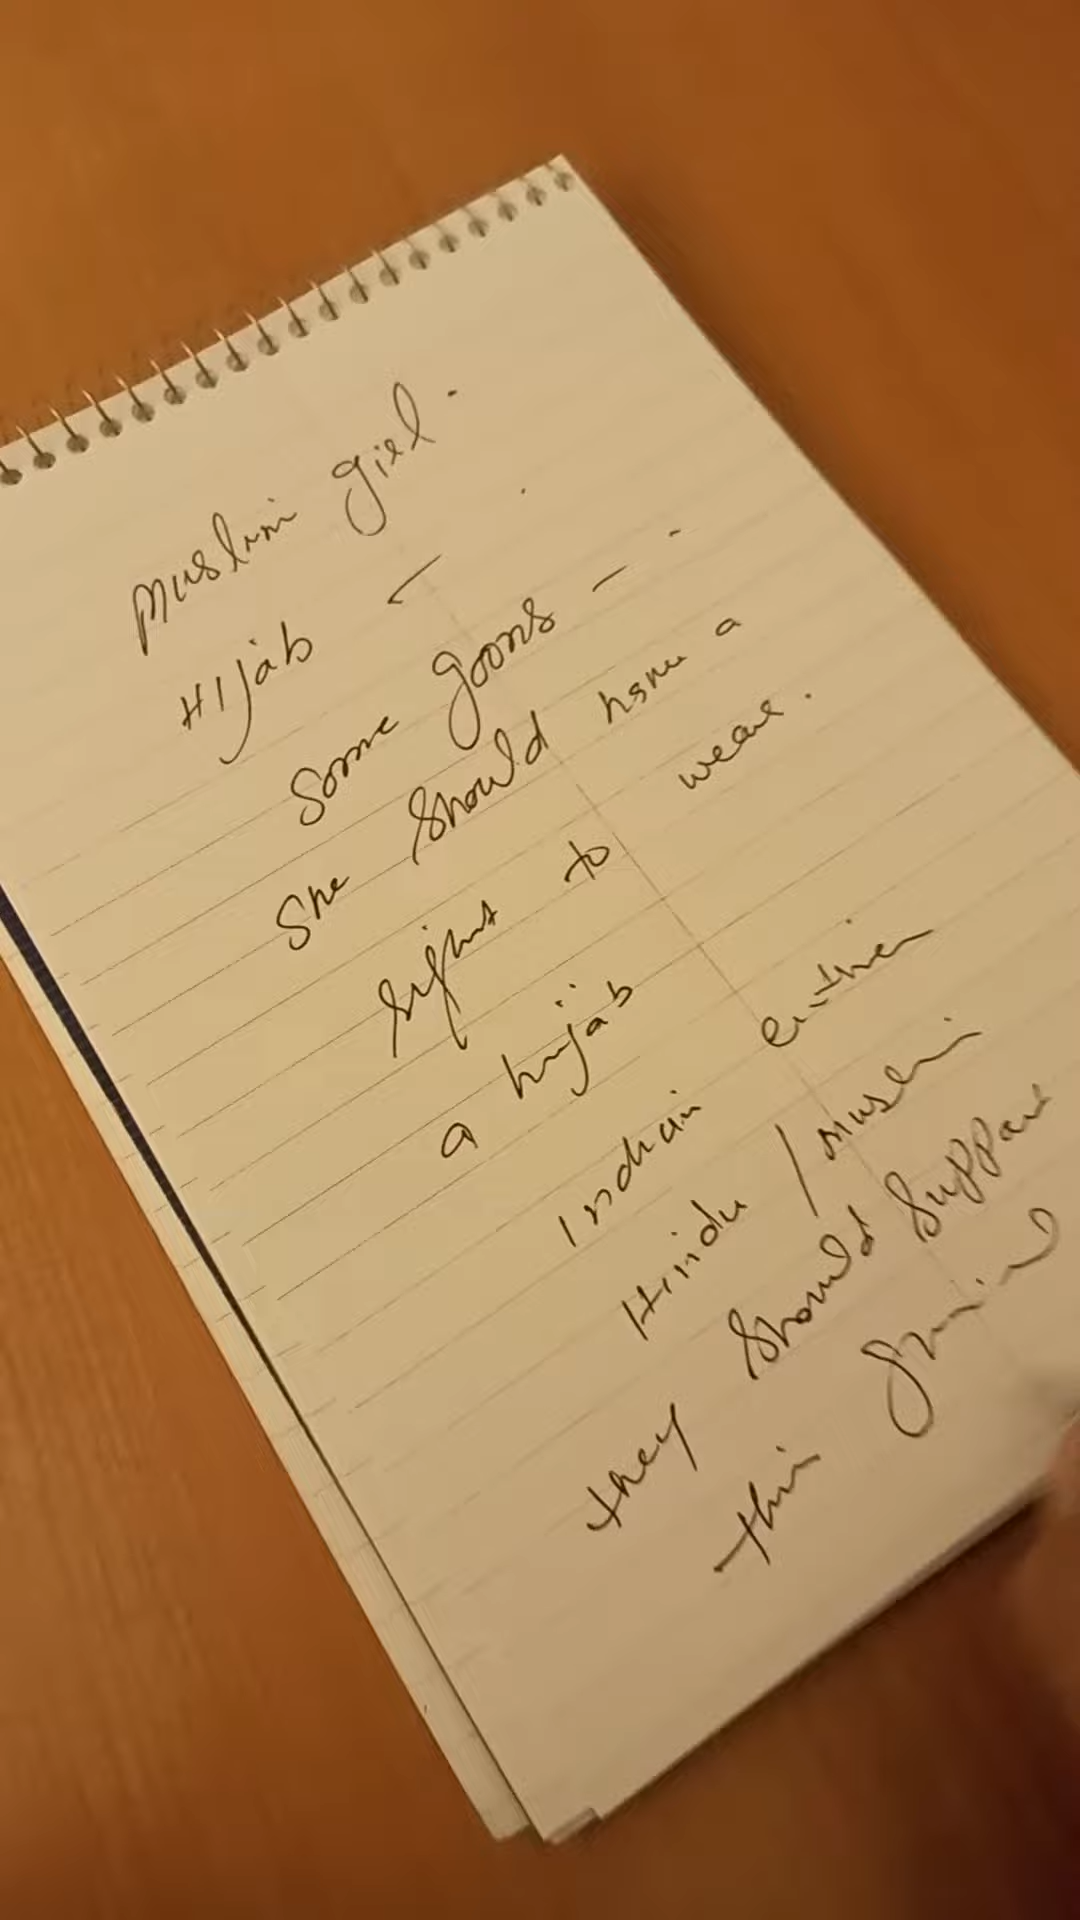 Muslim girl.
Hijab -
Some goons -
She should have a
right to wear.
a hijab
Indian either
Hindu / Muslim
they should support
this